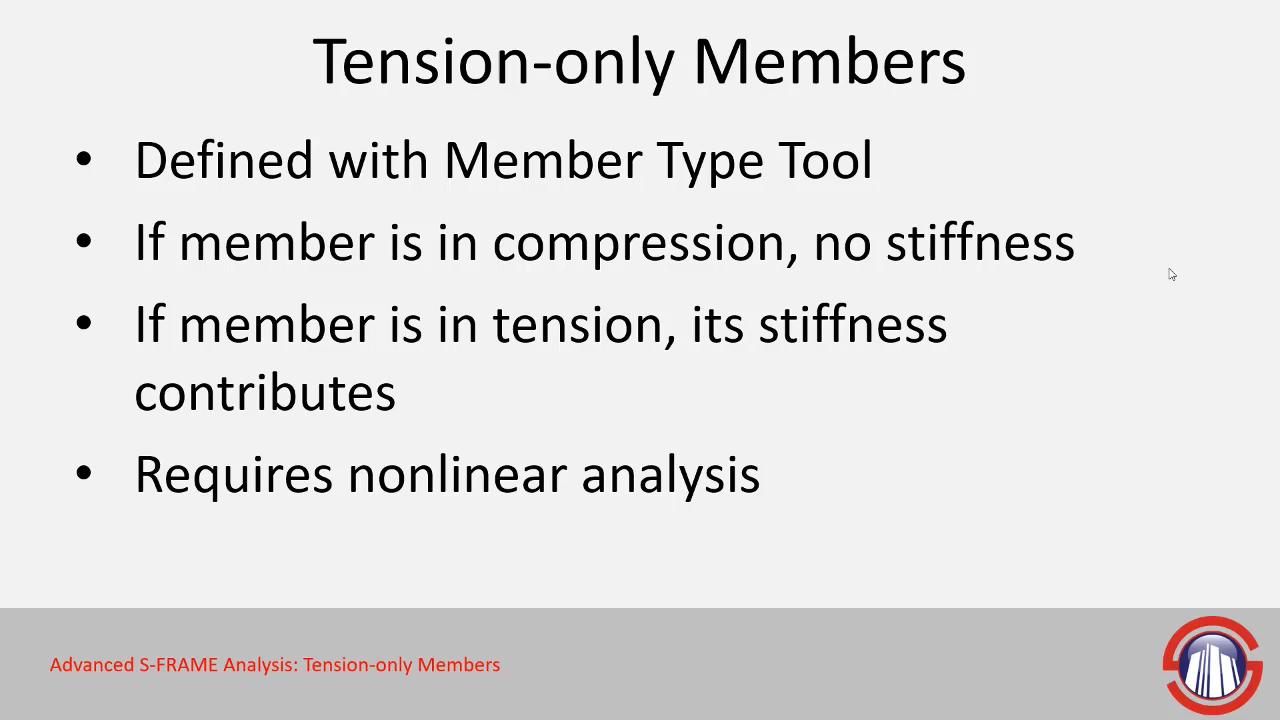 Tension-only Members
• Defined with Member Type Tool
• If member is in compression, no stiffness
• If member is in tension, its stiffness
contributes
• Requires nonlinear analysis
Advanced S-FRAME Analysis: Tension-only Members